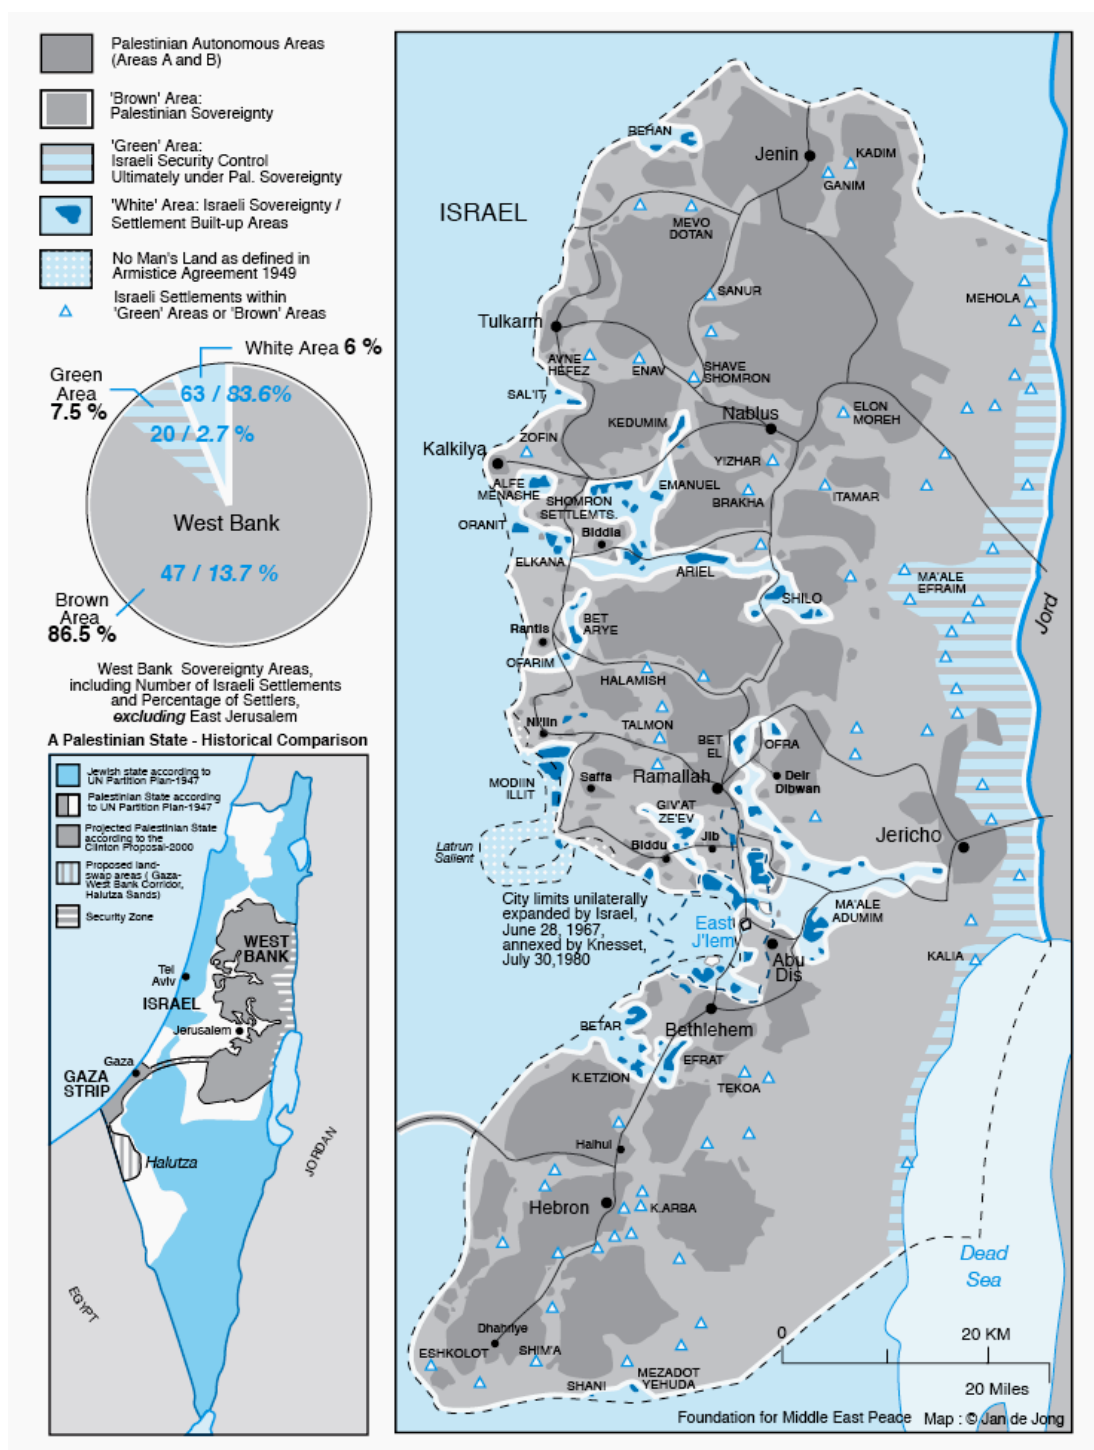 Palestinian Autonomous Areas
(Areas A and B)
'Brown' Area:
Palestinian Sovereignty
'Green' Area:
Israeli Security Control
Ultimately under Pal. Sovereignty
'White' Area: Israeli Sovereignty /
Settlement Built-up Areas
No Man's Land as defined in
Armistice Agreement 1949
Israeli Settlements within
'Green' Areas or 'Brown' Areas
White Area 6 %
Green
Area
7.5 %
63 / 83.6%
20 / 2.7 %
West Bank
47 / 13.7 %
Brown
Area
86.5 %
West Bank Sovereignty Areas,
including Number of Israeli Settlements
and Percentage of Settlers,
excluding East Jerusalem
A Palestinian State - Historical Comparison
Jewish state according to
UN Partition Plan-1947
Palestinian State according
to UN Partition Plan-1947
Projected Palestinian State
according to the
Clinton Proposal-2000
Proposed land-
swap areas ( Gaza-
West Bank Corridor,
Halutza Sands)
Security Zone
WEST
BANK
Tel
Aviv
ISRAEL
Jerusalem
Gaza
GAZA
STRIP
Halutza
JORDAN
EGYPT
ISRAEL
REHAN
Jenin
KADIM
GANIM
MEVO
DOTAN
SANUR
MEHOLA
Tulkarm
AVNE
HEFEZ
ENAV
SHAVE
SHOMRON
SAL'IT
KEDUMIM
Nablus
ELON
MOREH
ZOFIN
Kalkilya
YIZHAR
ALFE
MENASHE
SHOMRON
SETTLEMTS.
EMANUEL
BRAKHA
ITAMAR
ORANIT
Biddia
ELKANA
ARIEL
MA'ALE
EFRAIM
SHILO
Jord
BET
ARYE
Rantis
OFARIM
HALAMISH
Ni'lin
TALMON
BET
EL
OFRA
MODIIN
ILLIT
Saffa
Ramallah
Deir
Dibwan
GIV'AT
ZE'EV
Jericho
Latrun
Salient
Biddu
Jib
City limits unilaterally
expanded by Israel,
June 28, 1967,
annexed by Knesset,
July 30,1980
East
J'lem
MA'ALE
ADUMIM
Abu
Dis
KALIA
BETAR
Bethlehem
EFRAT
K.ETZION
TEKOA
Halhul
Hebron
K.ARBA
Dead
Sea
Dhahriye
ESHKOLOT
SHIM'A
SHANI
MEZADOT
YEHUDA
0
20 KM
20 Miles
Foundation for Middle East Peace Map : © Jan de Jong